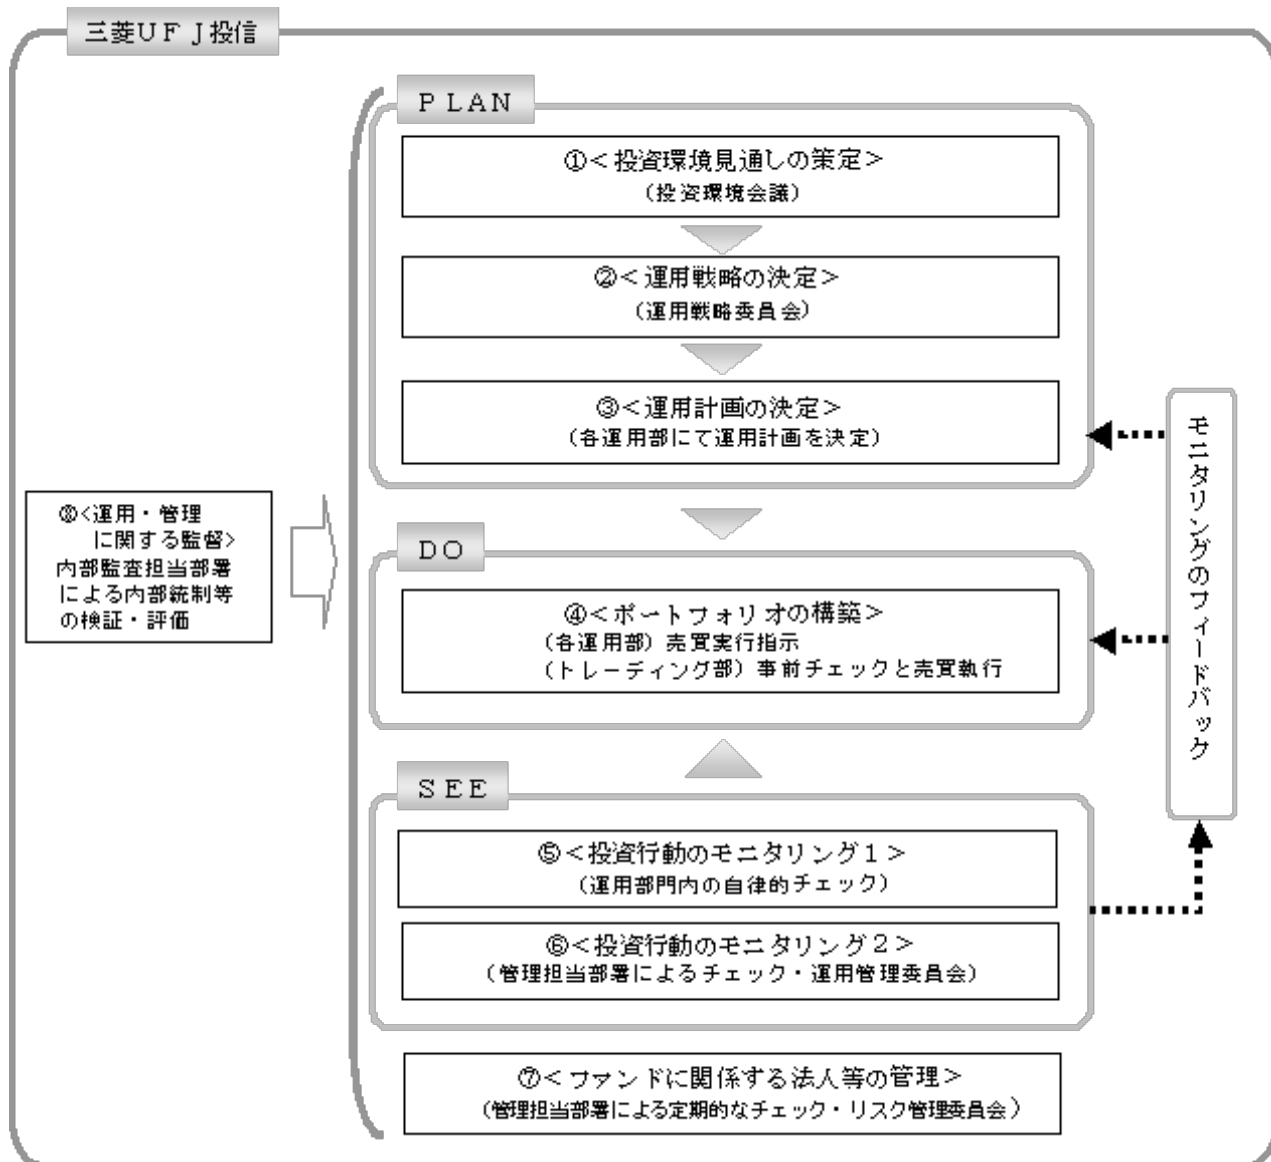 三菱ＵＦＪ投信
ＰＬＡＮ
①＜投資環境見通しの策定＞
（投資環境会議）
②＜運用戦略の決定＞
（運用戦略委員会）
③＜運用計画の決定＞
（各運用部にて運用計画を決定）
モニタリングのフィードバック
⑧<運用・管理
に関する監督>
内部監査担当部署
による内部統制等
の検証・評価
ＤＯ
④＜ポートフォリオの構築＞
（各運用部）売買実行指示
（トレーディング部）事前チェックと売買執行
ＳＥＥ
⑤＜投資行動のモニタリング１＞
（運用部門内の自律的チェック）
⑥＜投資行動のモニタリング２＞
（管理担当部署によるチェック・運用管理委員会）
⑦＜ファンドに関係する法人等の管理＞
（管理担当部署による定期的なチェック・リスク管理委員会）